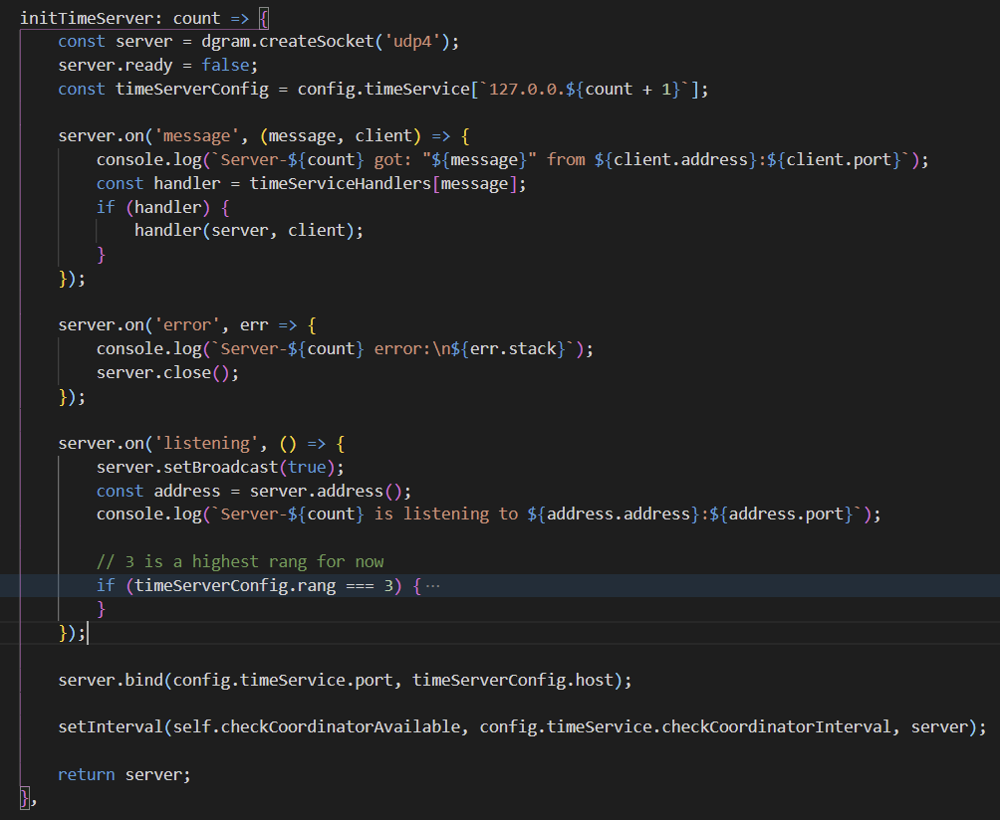 initTimeServer: count => {
    const server = dgram.createSocket('udp4');
    server.ready = false;
    const timeServerConfig = config.timeService[`127.0.0.${count + 1}`];

    server.on('message', (message, client) => {
        console.log(`Server-${count} got: "${message}" from ${client.address}:${client.port}`);
        const handler = timeServiceHandlers[message];
        if (handler) {
            handler(server, client);
        }
    });

    server.on('error', err => {
        console.log(`Server-${count} error:\n${err.stack}`);
        server.close();
    });

    server.on('listening', () => {
        server.setBroadcast(true);
        const address = server.address();
        console.log(`Server-${count} is listening to ${address.address}:${address.port}`);

        // 3 is a highest rang for now
        if (timeServerConfig.rang === 3) {⋯
        }
    });

    server.bind(config.timeService.port, timeServerConfig.host);

    setInterval(self.checkCoordinatorAvailable, config.timeService.checkCoordinatorInterval, server);

    return server;
},